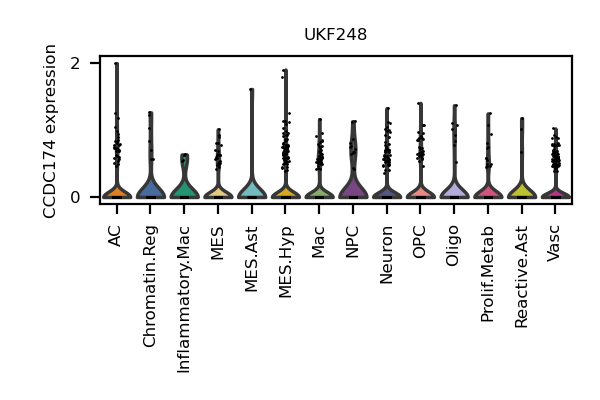 UKF248
CCDC174 expression
2
0
AC
Chromatin.Reg
Inflammatory.Mac
MES
MES.Ast
MES.Hyp
Mac
NPC
Neuron
OPC
Oligo
Prolif.Metab
Reactive.Ast
Vasc